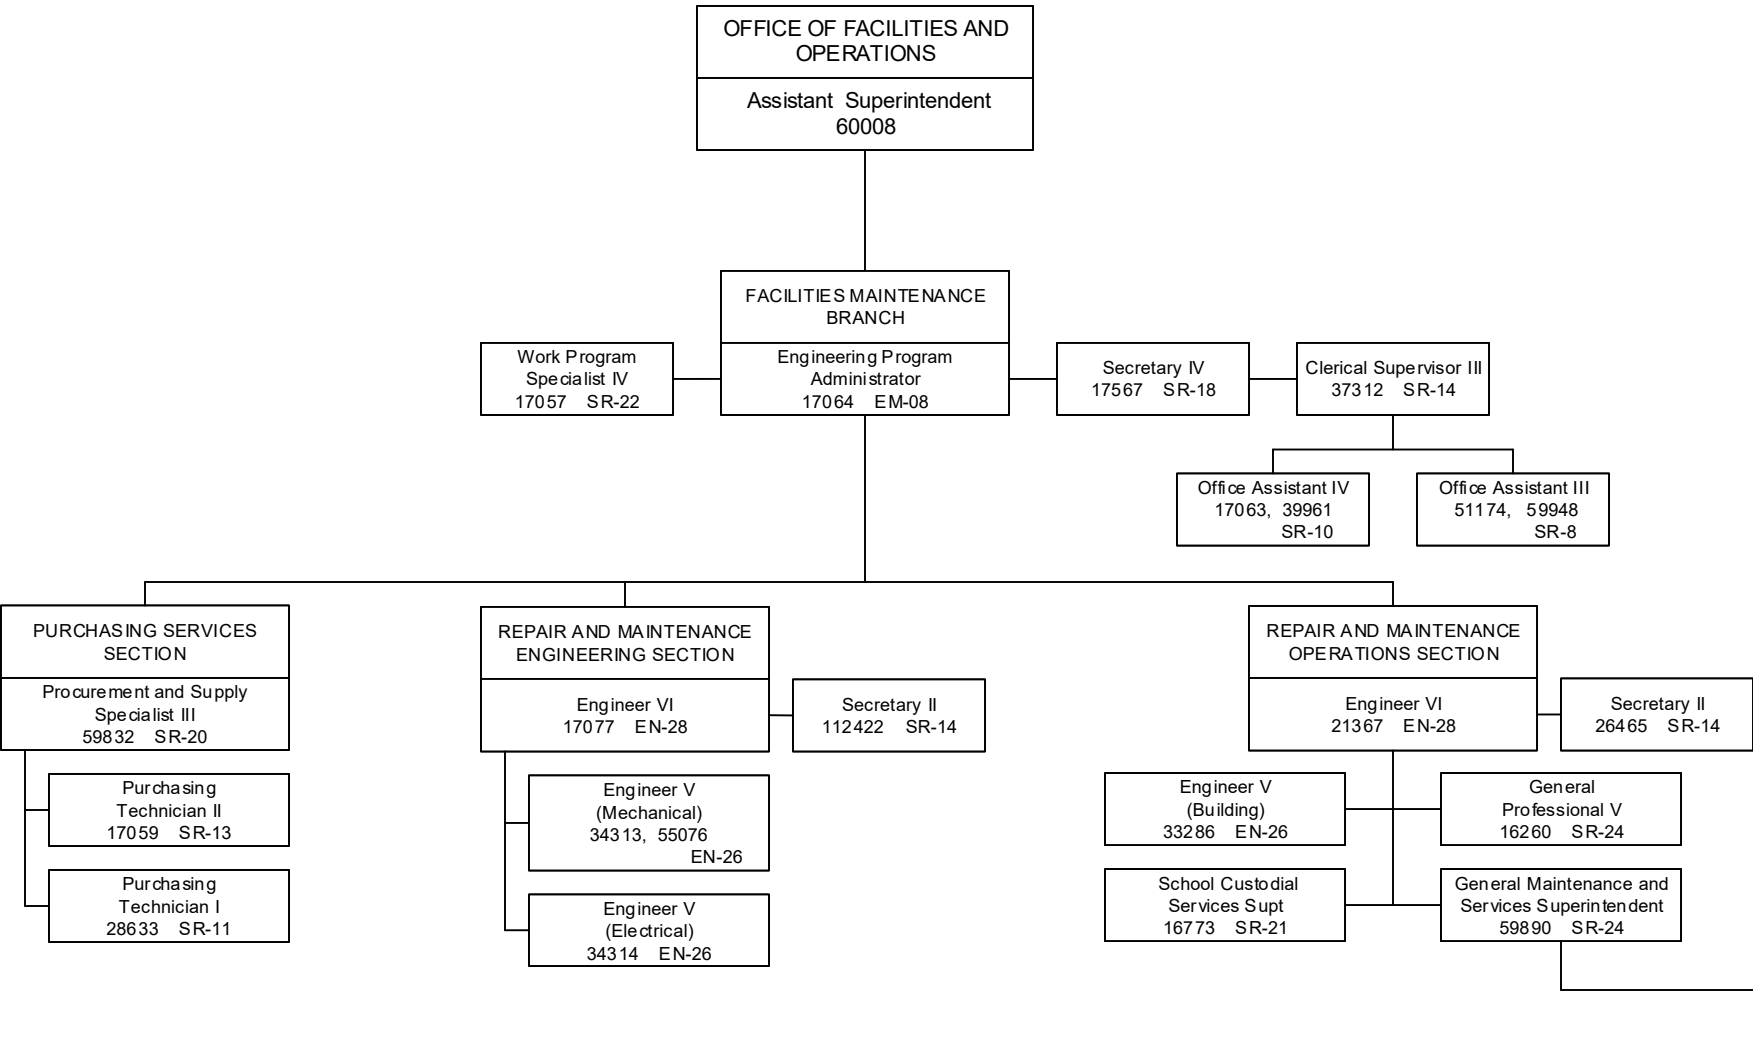 OFFICE OF FACILITIES AND
OPERATIONS
Assistant Superintendent
60008
FACILITIES MAINTENANCE
BRANCH
Engineering Program
Administrator
17064 EM-08
Work Program
Specialist IV
17057 SR-22
Secretary IV
17567 SR-18
Clerical Supervisor III
37312 SR-14
Office Assistant IV
17063, 39961
SR-10
Office Assistant III
51174, 59948
SR-8
PURCHASING SERVICES
SECTION
Procurement and Supply
Specialist III
59832 SR-20
Purchasing
Technician II
17059 SR-13
Purchasing
Technician I
28633 SR-11
REPAIR AND MAINTENANCE
ENGINEERING SECTION
Engineer VI
17077 EN-28
Secretary II
112422 SR-14
Engineer V
(Mechanical)
34313, 55076
EN-26
Engineer V
(Electrical)
34314 EN-26
REPAIR AND MAINTENANCE
OPERATIONS SECTION
Engineer VI
21367 EN-28
Secretary II
26465 SR-14
Engineer V
(Building)
33286 EN-26
General
Professional V
16260 SR-24
School Custodial
Services Supt
16773 SR-21
General Maintenance and
Services Superintendent
59890 SR-24